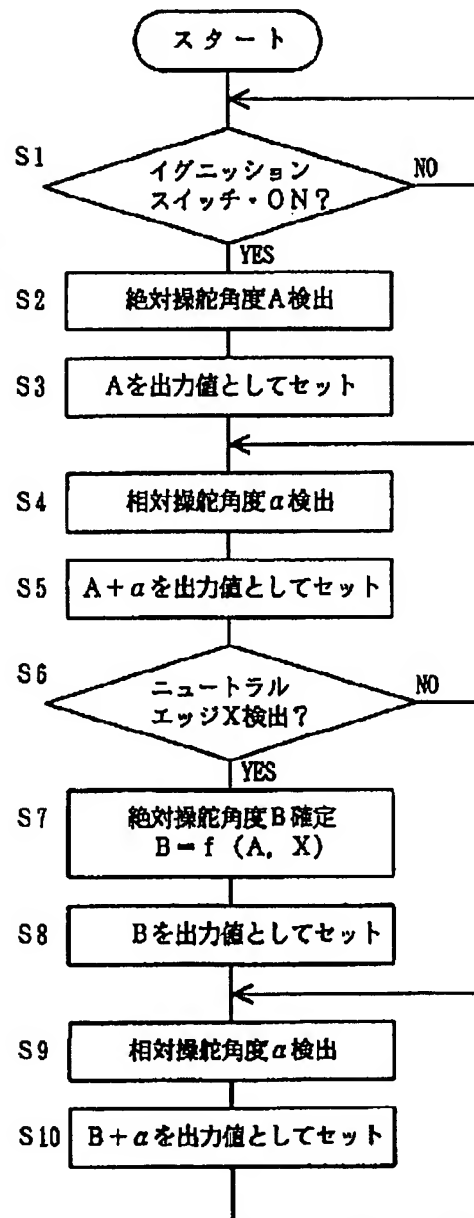 スタート
S1
イグニッション
スイッチ・ON?
NO
YES
S2
絶対操舵角度A検出
S3
Aを出力値としてセット
S4
相対操舵角度α検出
S5
A+αを出力値としてセット
S6
ニュートラル
エッジX検出?
NO
YES
S7
絶対操舵角度B確定
B=f (A, X)
S8
Bを出力値としてセット
S9
相対操舵角度α検出
S10
B+αを出力値としてセット